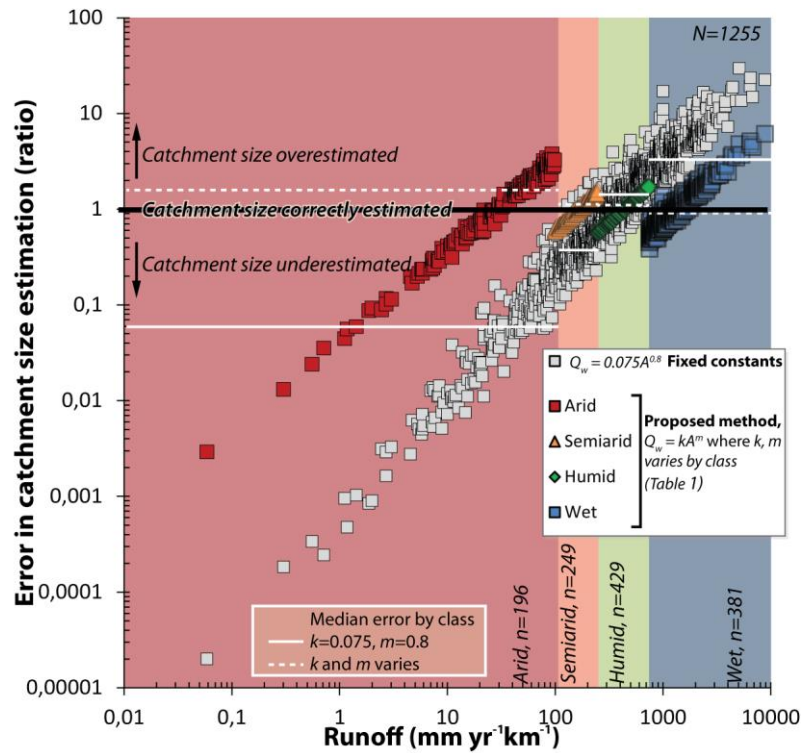 Error in catchment size estimation (ratio)
100
10
1
0,1
0,01
0,001
0,0001
0,00001
N=1255
Catchment size overestimated
Catchment size correctly estimated
Catchment size underestimated
Q_w = 0.075A^0.8 Fixed constants
Arid
Semiarid
Humid
Wet
Proposed method,
Q_w = kA^m where k, m
varies by class
(Table 1)
Median error by class
k=0.075, m=0.8
k and m varies
Arid, n=196
Semiarid, n=249
Humid, n=429
Wet, n=381
0,01 0,1 1 10 100 1000 10000
Runoff (mm yr⁻¹km⁻¹)